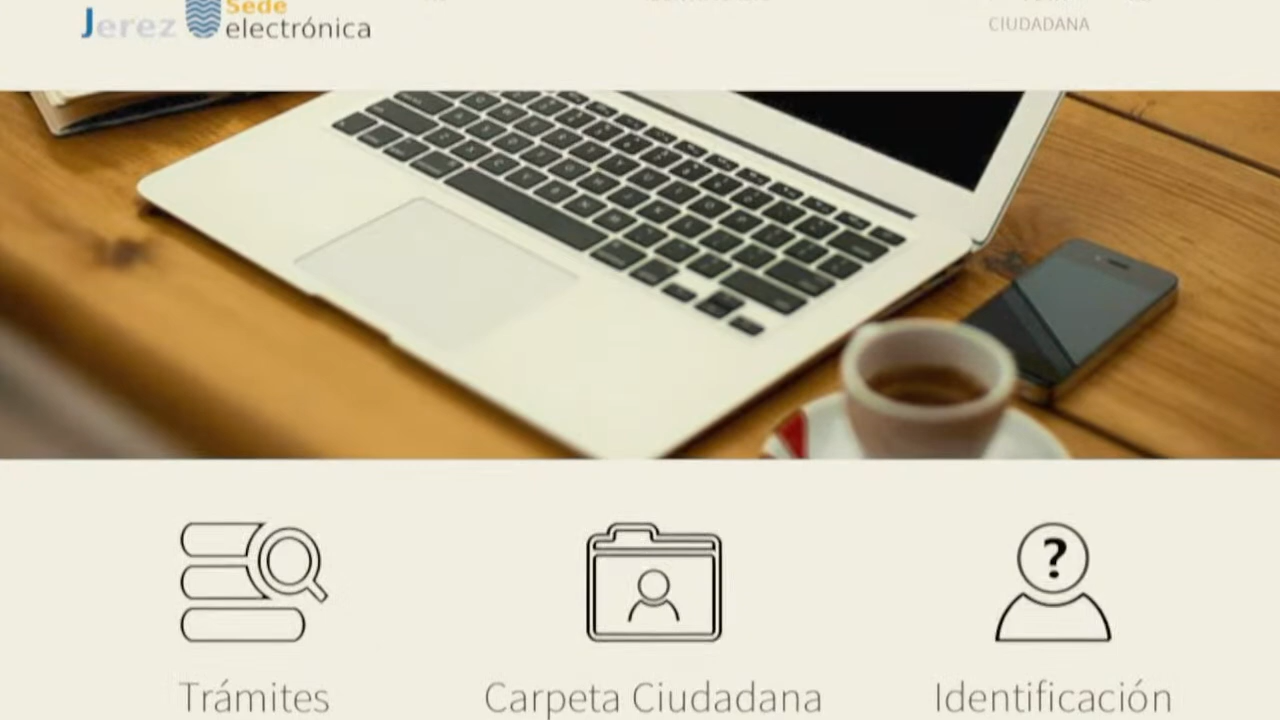 Jerez Sede
electrónica
CIUDADANA
Trámites
Carpeta Ciudadana
Identificación